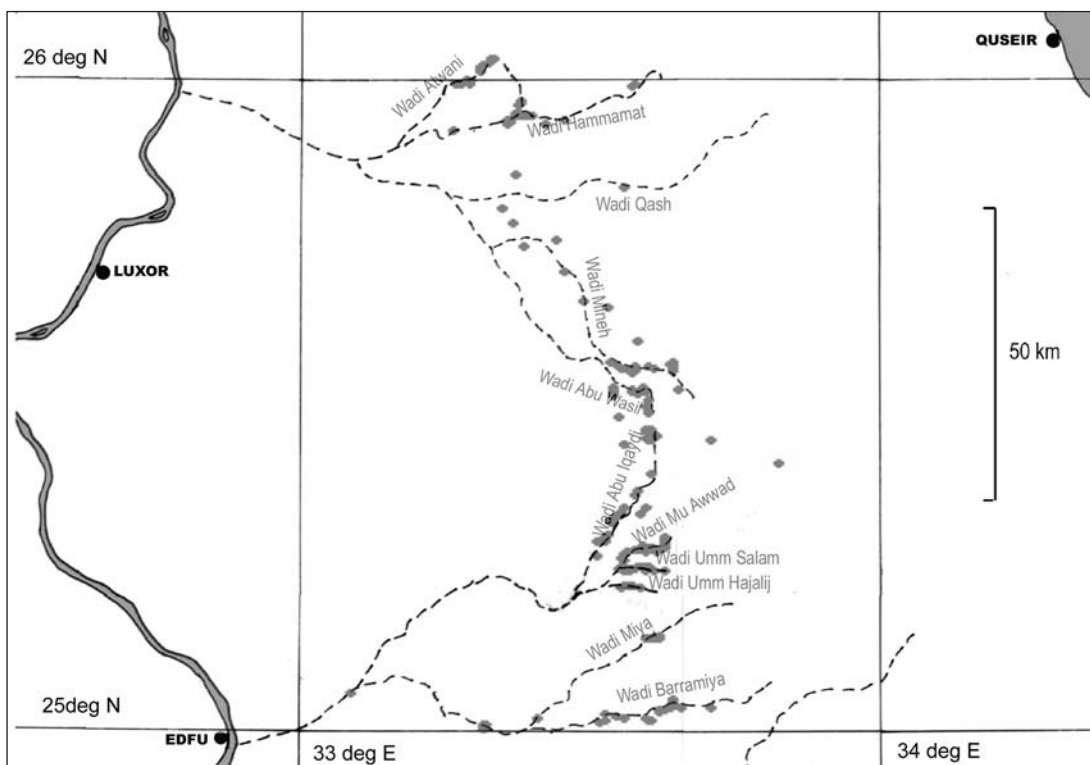 26 deg N
QUSEIR
Wadi Atwani
Wadi Hammamat
Wadi Qash
LUXOR
Wadi Mineh
50 km
Wadi Abu Wasil
Wadi Abu Iqaydi
Wadi Mu Awwad
Wadi Umm Salam
Wadi Umm Hajalij
Wadi Miya
Wadi Barramiya
25deg N
EDFU
33 deg E
34 deg E